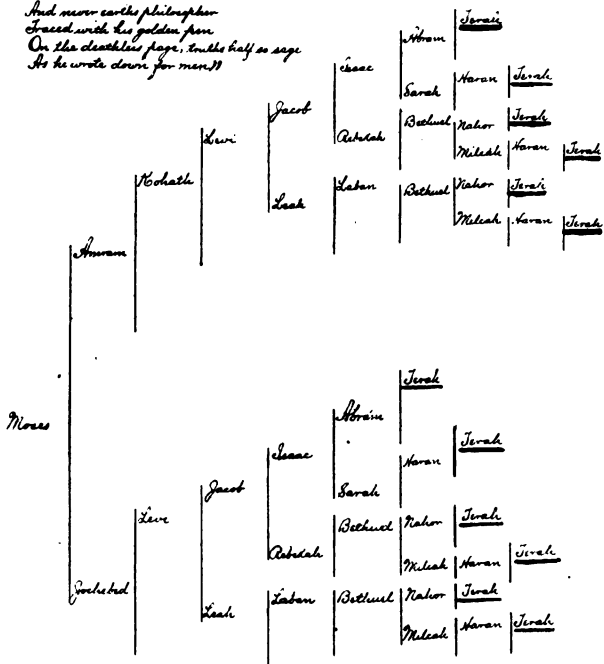 And never earth's philosopher
Traced with his golden pen
On the deathless page, truths half so sage
As he wrote down for men"
Terah
Abram
Isaac
Sarah
Haran
Terah
Jacob
Bethuel
Nahor
Terah
Levi
Rebekah
Milcah
Haran
Terah
Kohath
Leah
Laban
Bethuel
Nahor
Terah
Milcah
Haran
Terah
Amram
Terah
Moses
Abram
Isaac
Haran
Terah
Jacob
Sarah
Levi
Bethuel
Nahor
Terah
Rebekah
Milcah
Haran
Terah
Jochebed
Leah
Laban
Bethuel
Nahor
Terah
Milcah
Haran
Terah